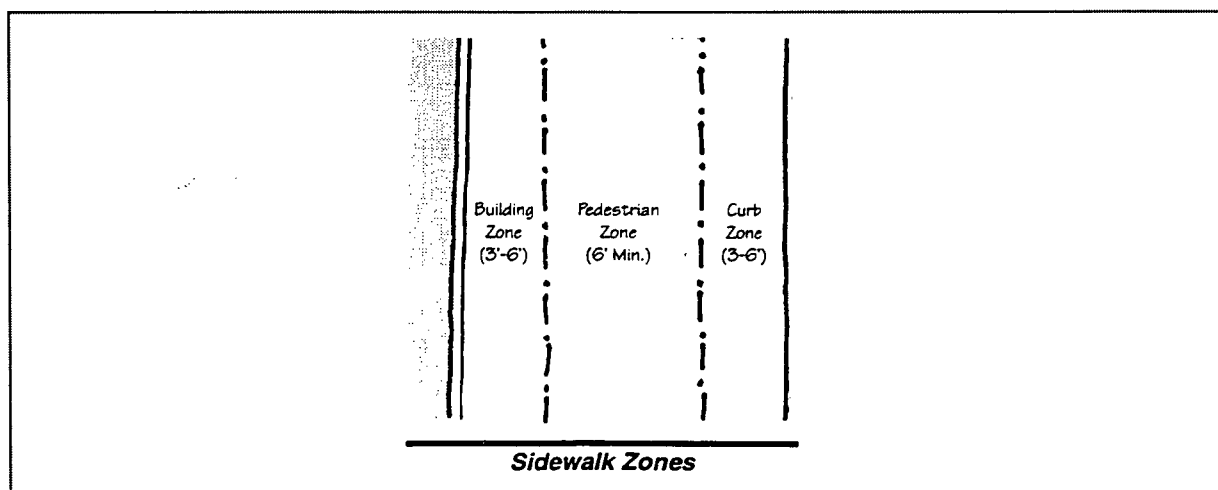 Building
Zone
(3'-6')
Pedestrian
Zone
(6' Min.)
Curb
Zone
(3-6')
Sidewalk Zones